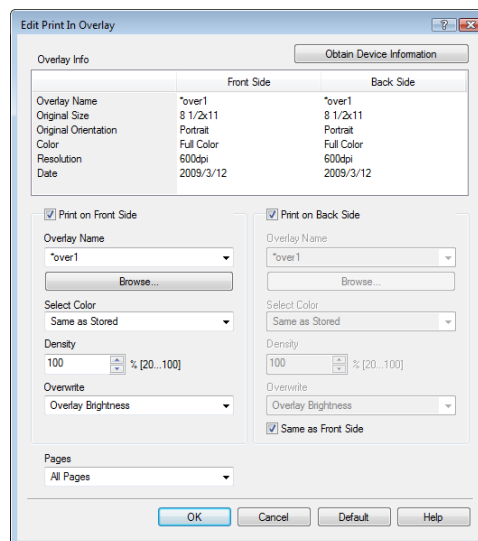 Edit Print In Overlay
Overlay Info
Obtain Device Information
Front Side Back Side
Overlay Name *over1 *over1
Original Size 8 1/2x11 8 1/2x11
Original Orientation Portrait Portrait
Color Full Color Full Color
Resolution 600dpi 600dpi
Date 2009/3/12 2009/3/12
Print on Front Side
Overlay Name
*over1
Browse...
Select Color
Same as Stored
Density
100 % [20...100]
Overwrite
Overlay Brightness
Print on Back Side
Overlay Name
*over1
Browse...
Select Color
Same as Stored
Density
100 % [20...100]
Overwrite
Overlay Brightness
Same as Front Side
Pages
All Pages
OK Cancel Default Help